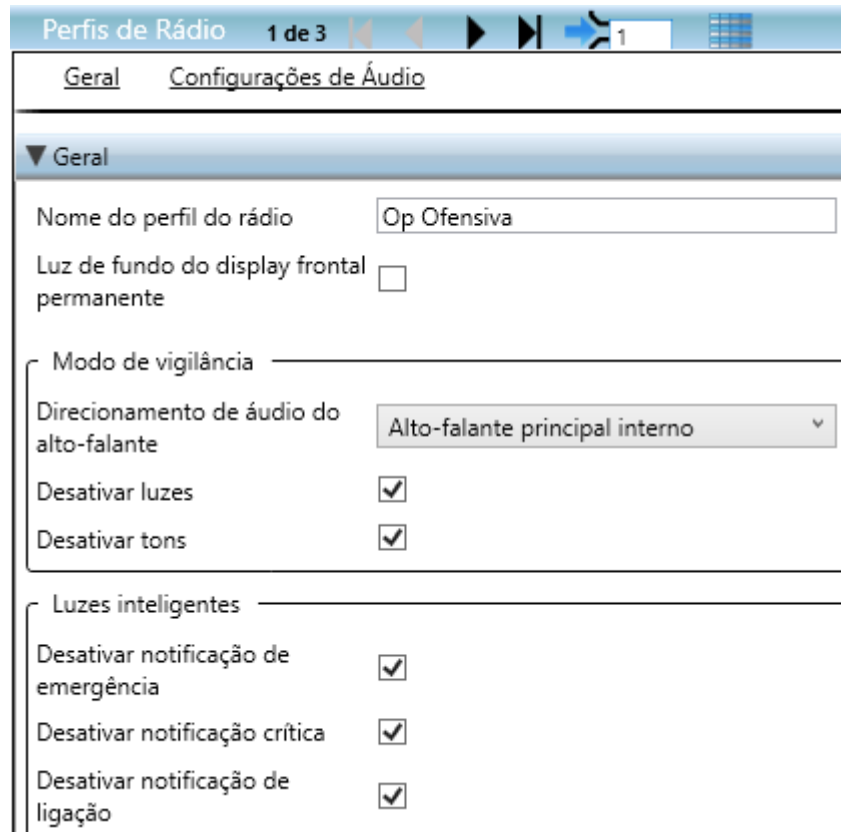 Perfis de Rádio 1 de 3 1
Geral Configurações de Áudio
Geral
Nome do perfil do rádio Op Ofensiva
Luz de fundo do display frontal
permanente
Modo de vigilância
Direcionamento de áudio do
alto-falante
Alto-falante principal interno
Desativar luzes
Desativar tons
Luzes inteligentes
Desativar notificação de
emergência
Desativar notificação crítica
Desativar notificação de
ligação